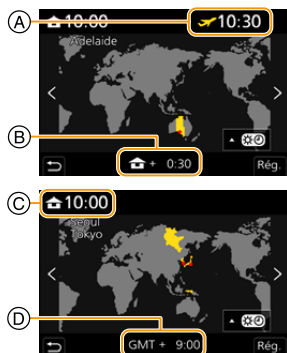 A
10:00
10:30
Adelaide
B
+ 0:30
Rég.
C
10:00
Seoul
Tokyo
D
GMT + 9:00
Rég.